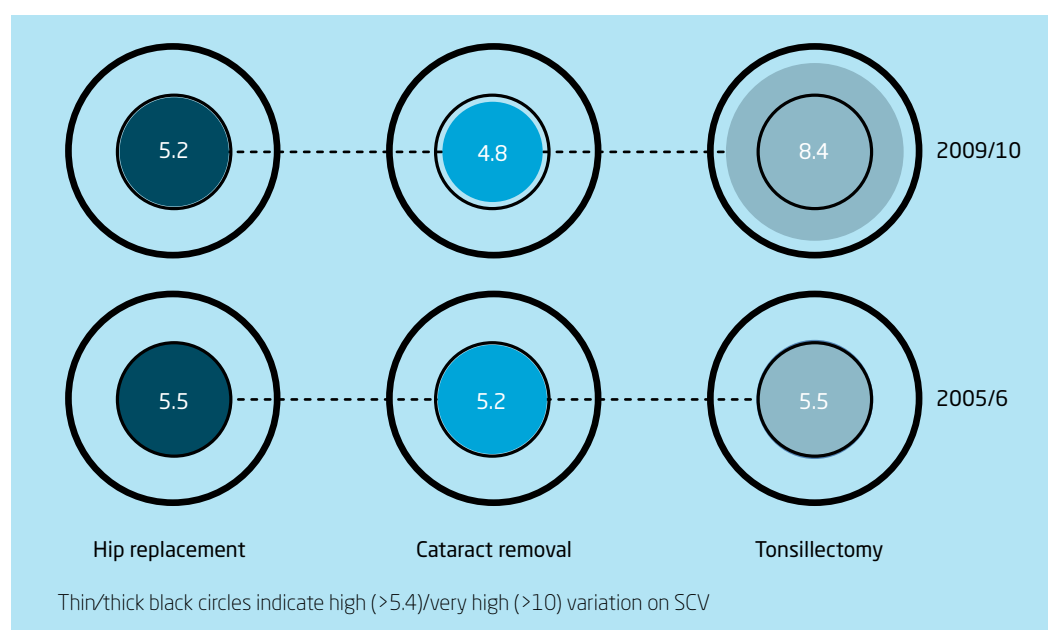 5.2 4.8 8.4 2009/10
5.5 5.2 5.5 2005/6
Hip replacement Cataract removal Tonsillectomy
Thin/thick black circles indicate high (>5.4)/very high (>10) variation on SCV